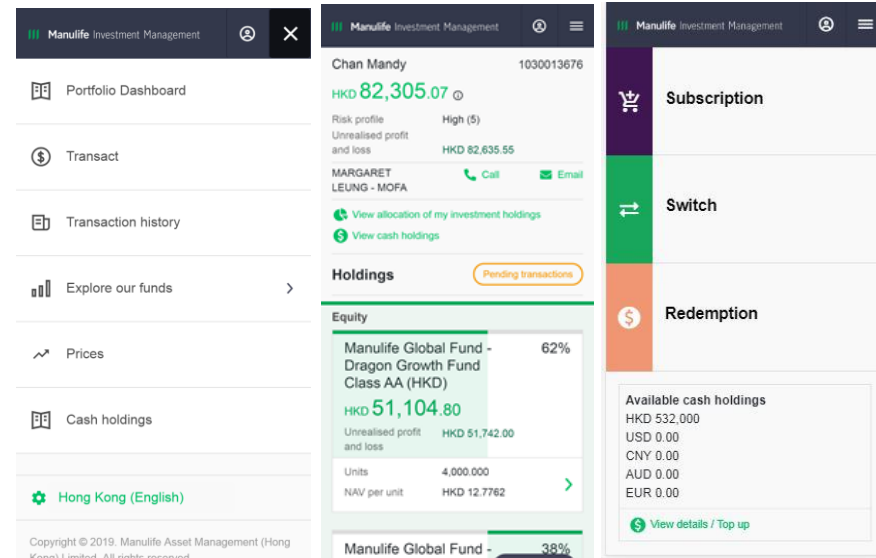 Manulife Investment Management
Portfolio Dashboard
Transact
Transaction history
Explore our funds
Prices
Cash holdings
Hong Kong (English)
Copyright © 2019. Manulife Asset Management (Hong
Kong) Limited. All rights reserved.
Manulife Investment Management
Chan Mandy 1030013676
HKD 82,305.07
Risk profile High (5)
Unrealised profit
and loss HKD 82,635.55
MARGARET Call Email
LEUNG - MOFA
View allocation of my investment holdings
View cash holdings
Holdings Pending transactions
Equity
Manulife Global Fund - 62%
Dragon Growth Fund
Class AA (HKD)
HKD 51,104.80
Unrealised profit HKD 51,742.00
and loss
Units 4,000.000
NAV per unit HKD 12.7762
Manulife Global Fund - 38%
Manulife Investment Management
Subscription
Switch
Redemption
Available cash holdings
HKD 532,000
USD 0.00
CNY 0.00
AUD 0.00
EUR 0.00
View details / Top up